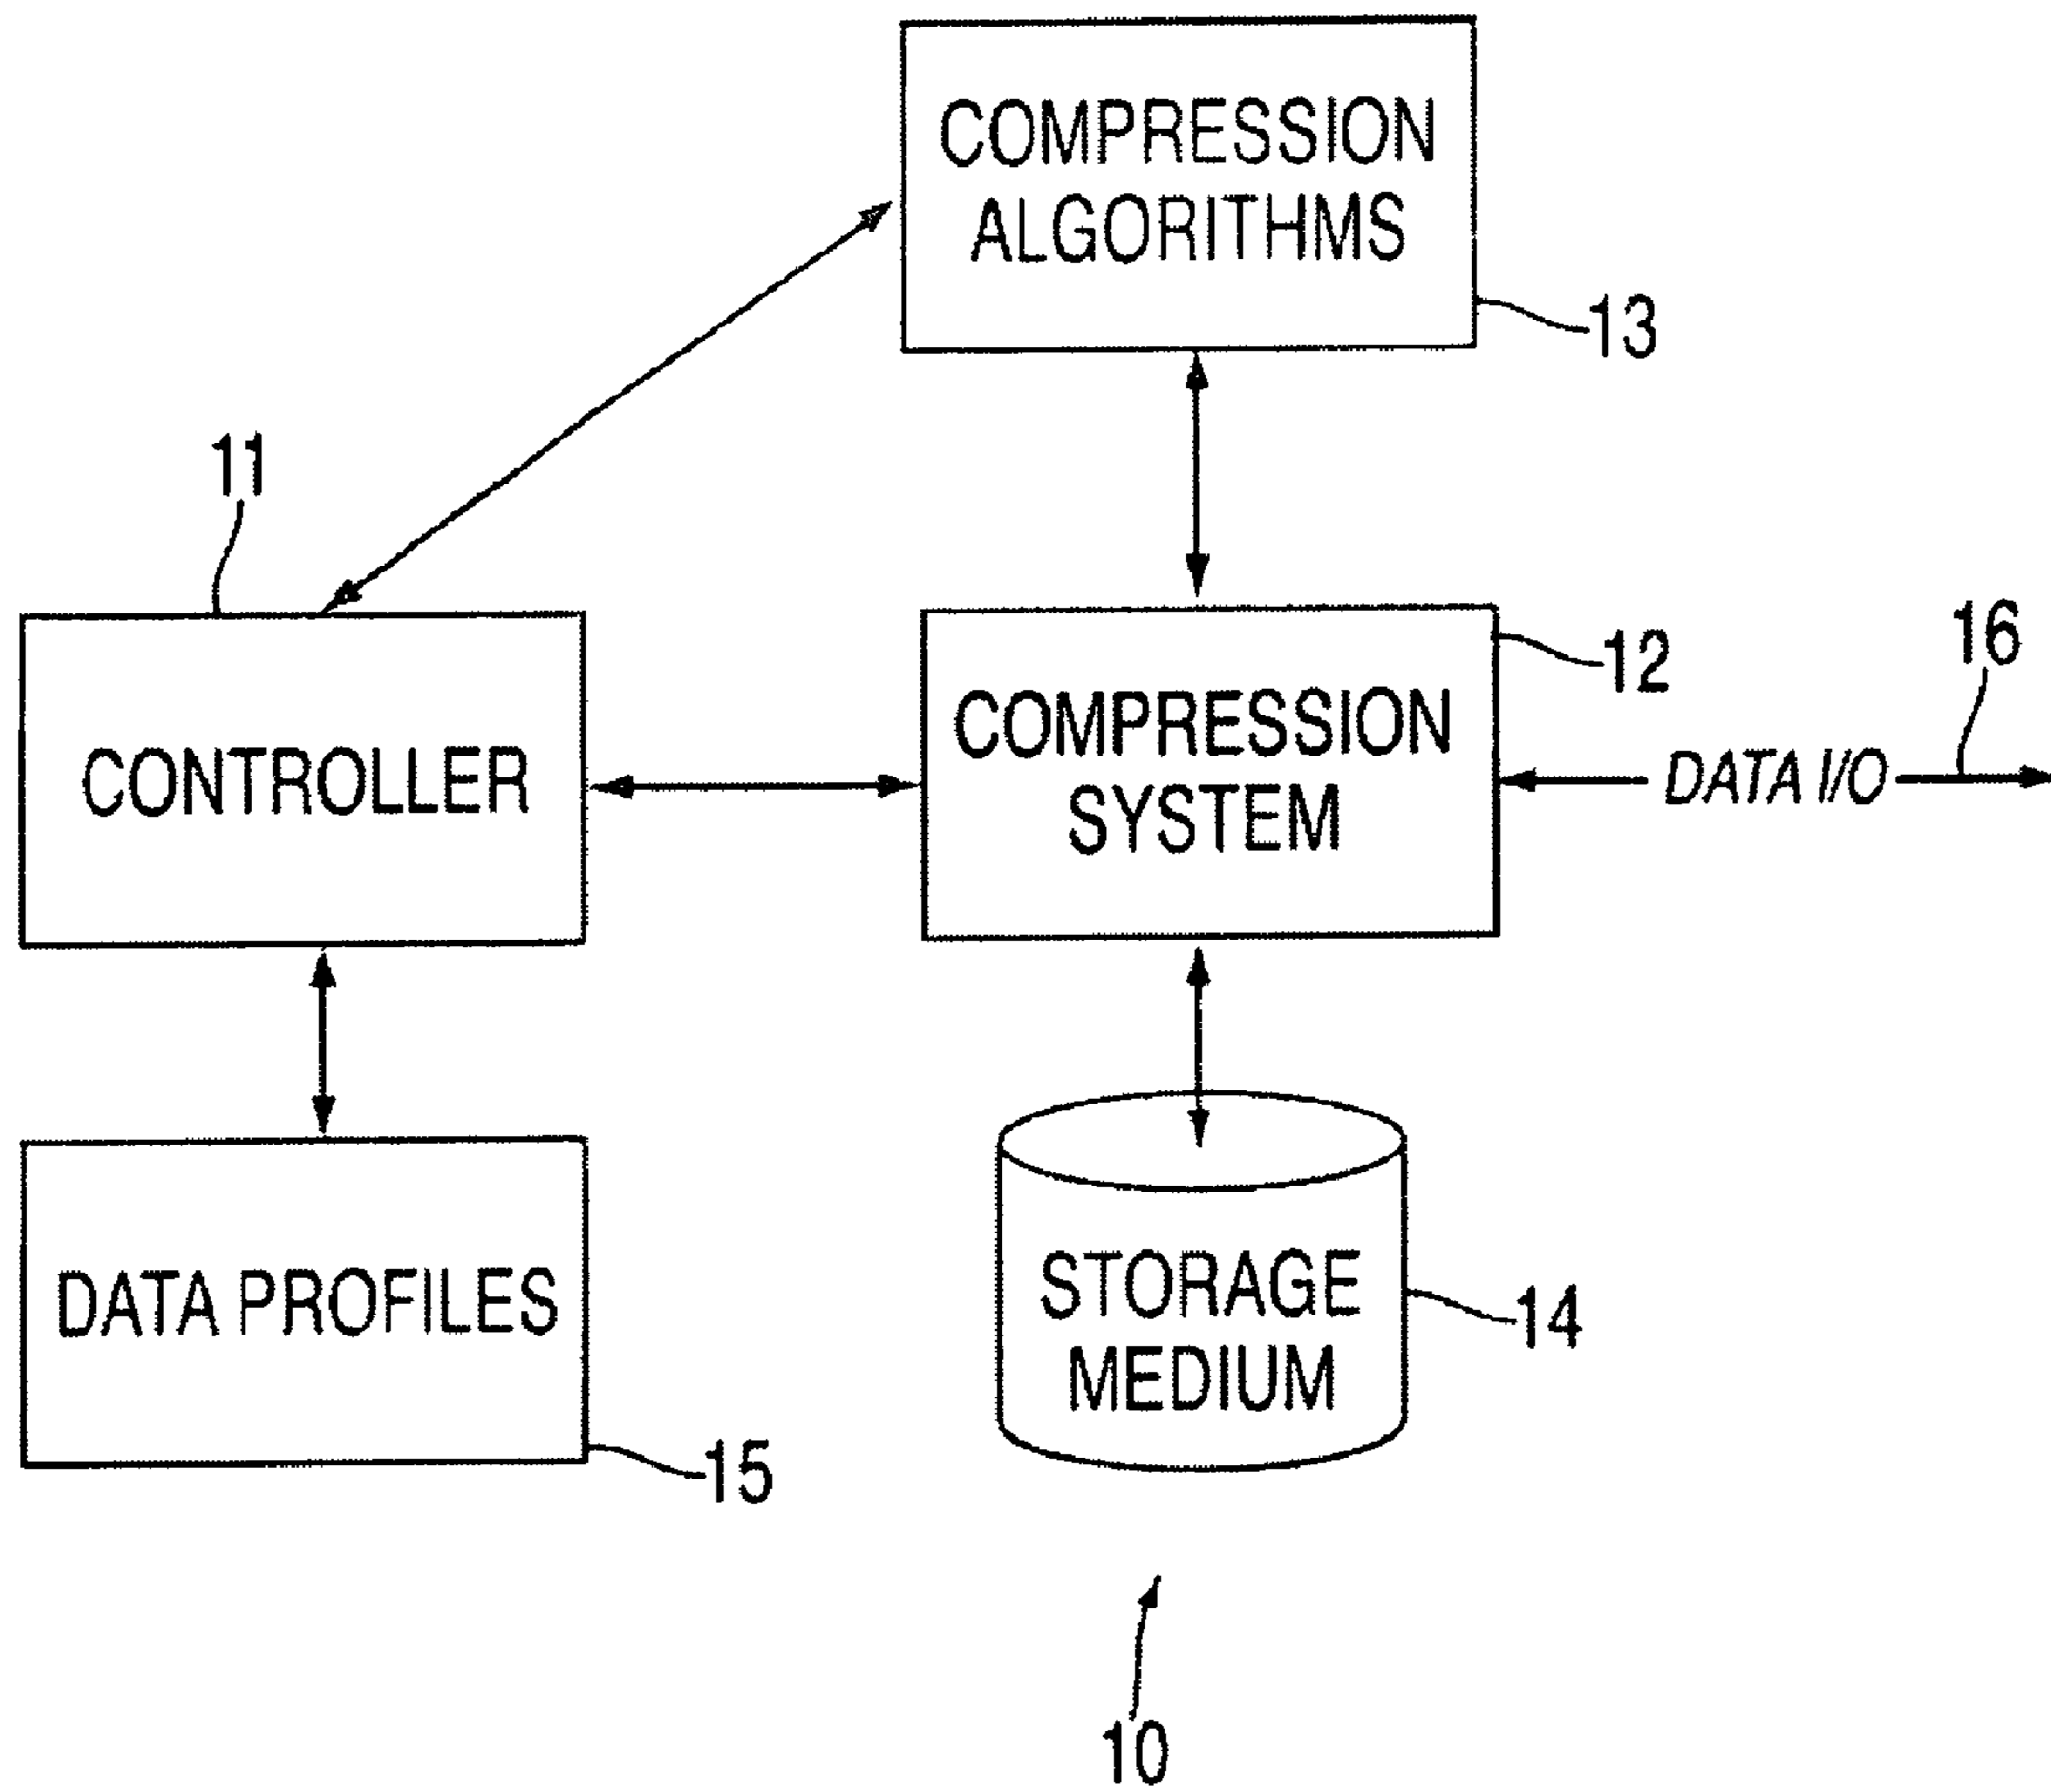 COMPRESSION
ALGORITHMS
13
11
CONTROLLER
COMPRESSION
SYSTEM
12
DATA I/O
16
DATA PROFILES
15
STORAGE
MEDIUM
14
10